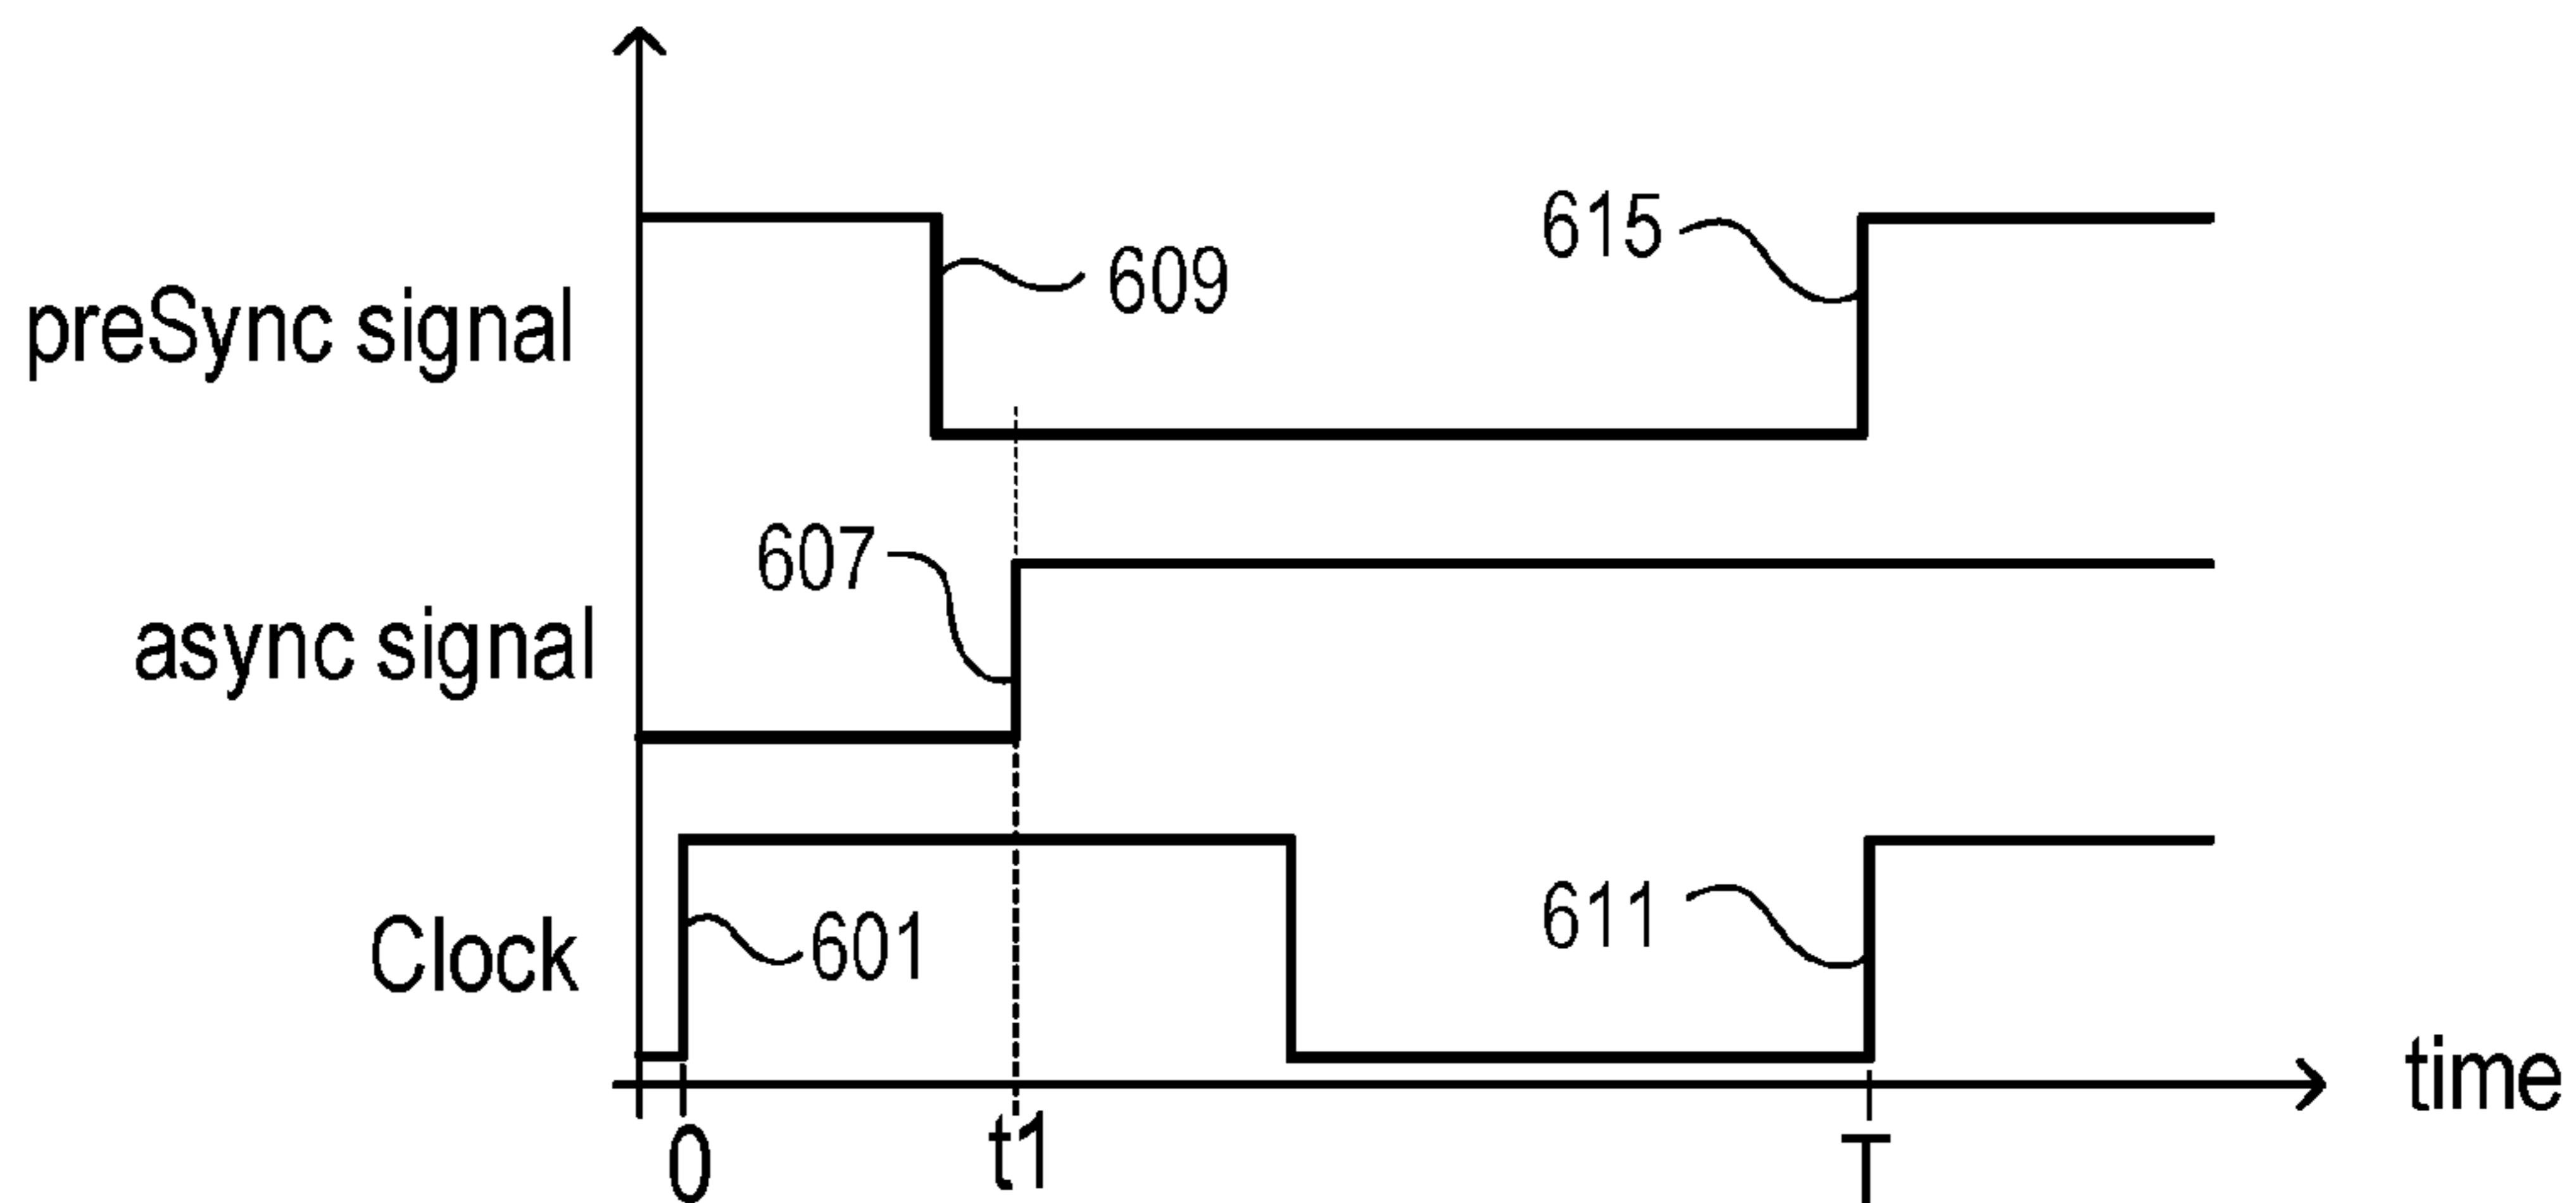 615
609
preSync signal
607
async signal
611
601
Clock
time
0
t1
T